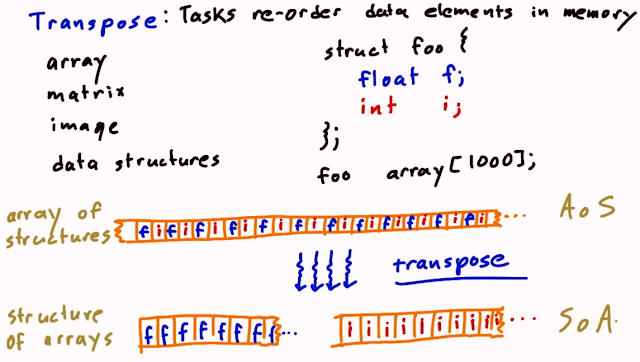 Transpose: Tasks re-order data elements in memory
array
matrix
image
data structures
struct foo {
float f;
int i;
};
foo array[1000];
array of
structures
f i f i f i f i f i f i f i f i f i f i f i ...
AoS
transpose
structure
of arrays
f f f f f f f f ...
i i i i i i i i i ...
SoA.